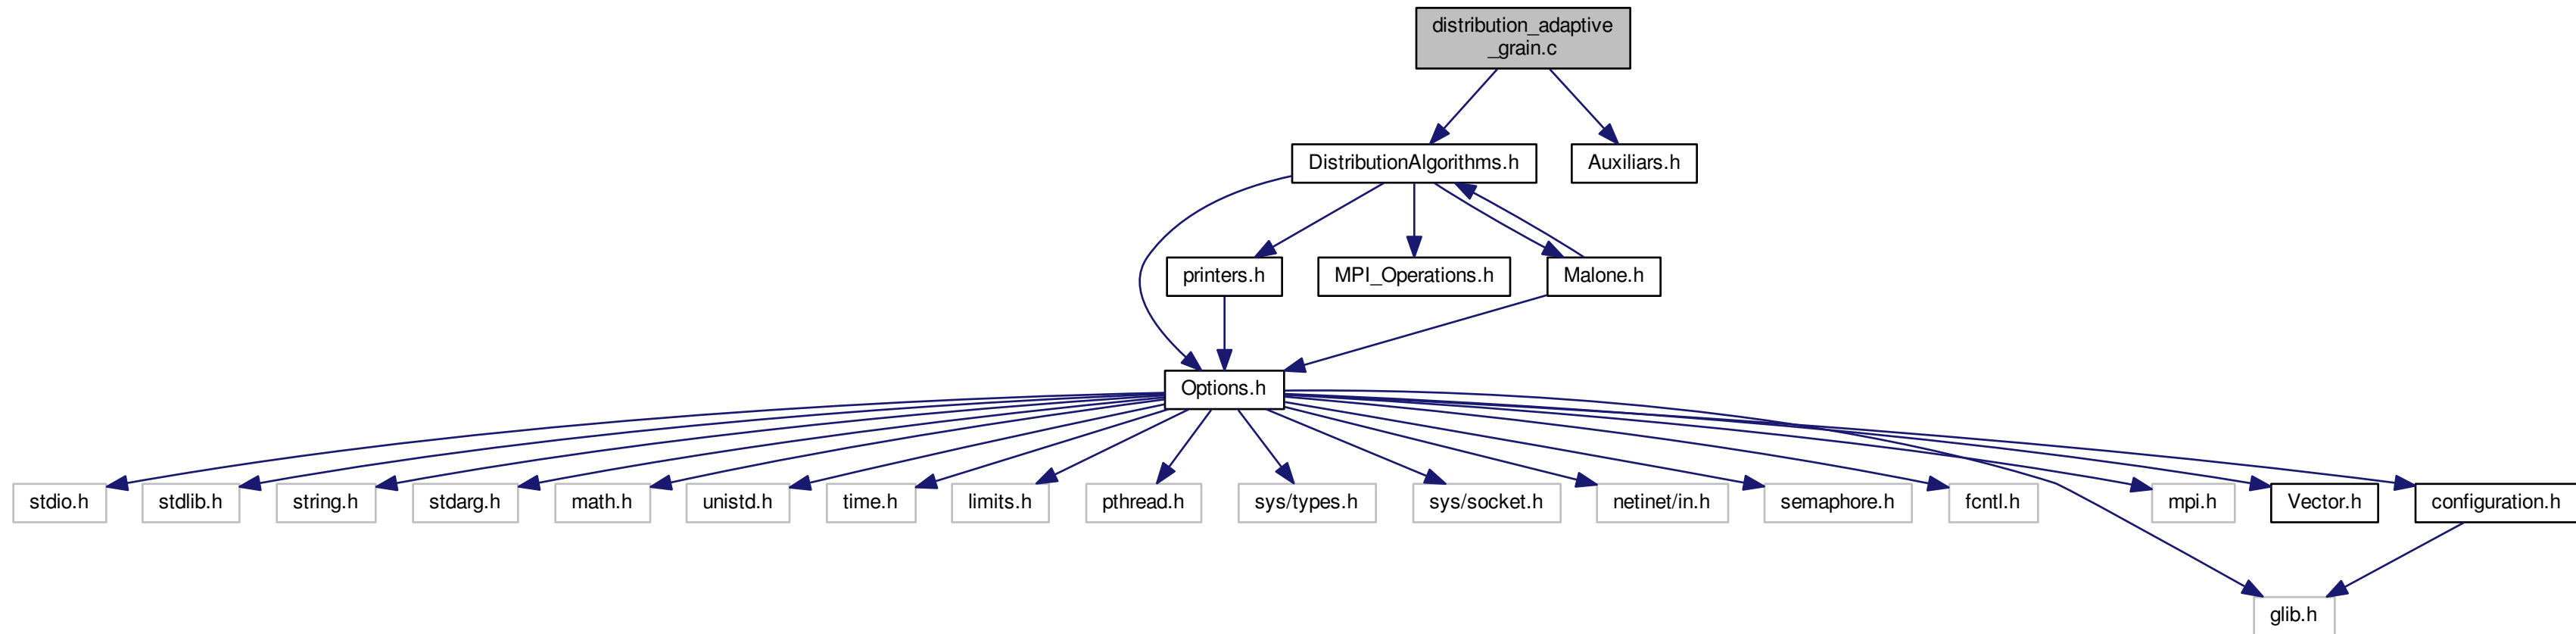 distribution_adaptive
_grain.c
DistributionAlgorithms.h
Auxiliars.h
printers.h
MPI_Operations.h
Malone.h
Options.h
stdio.h
stdlib.h
string.h
stdarg.h
math.h
unistd.h
time.h
limits.h
pthread.h
sys/types.h
sys/socket.h
netinet/in.h
semaphore.h
fcntl.h
mpi.h
Vector.h
configuration.h
glib.h